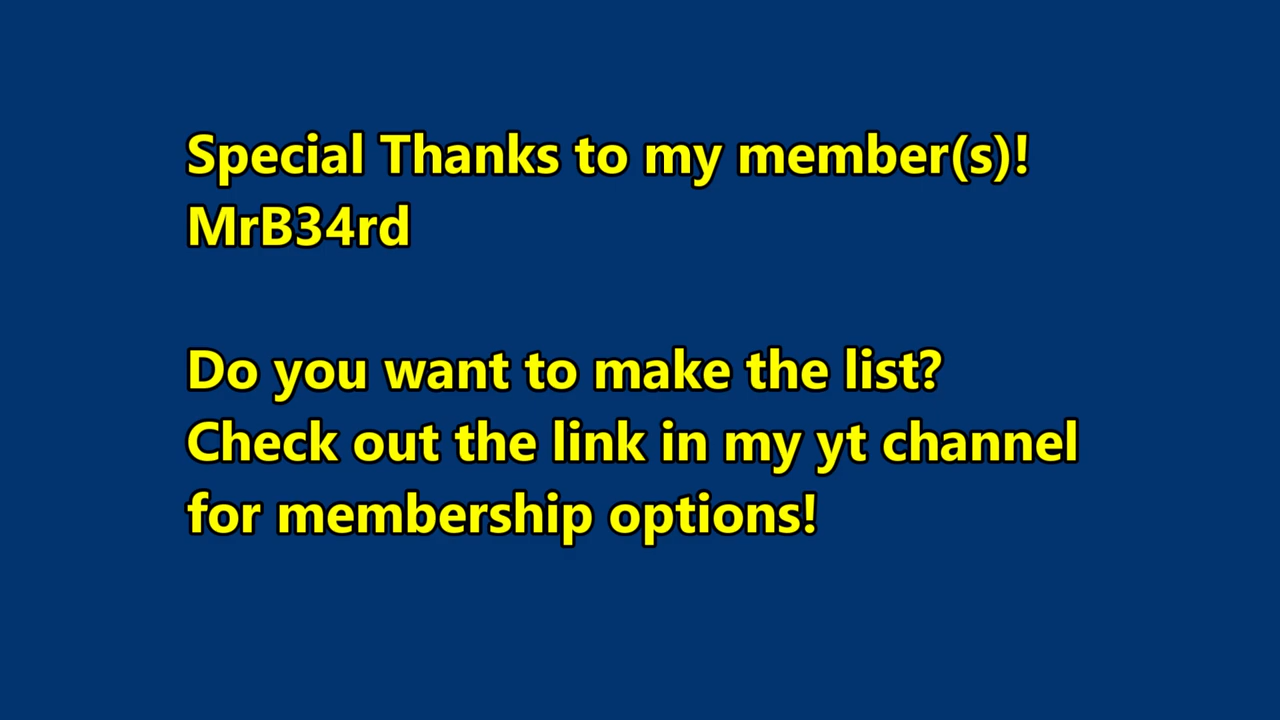 Special Thanks to my member(s)!
MrB34rd
Do you want to make the list?
Check out the link in my yt channel
for membership options!